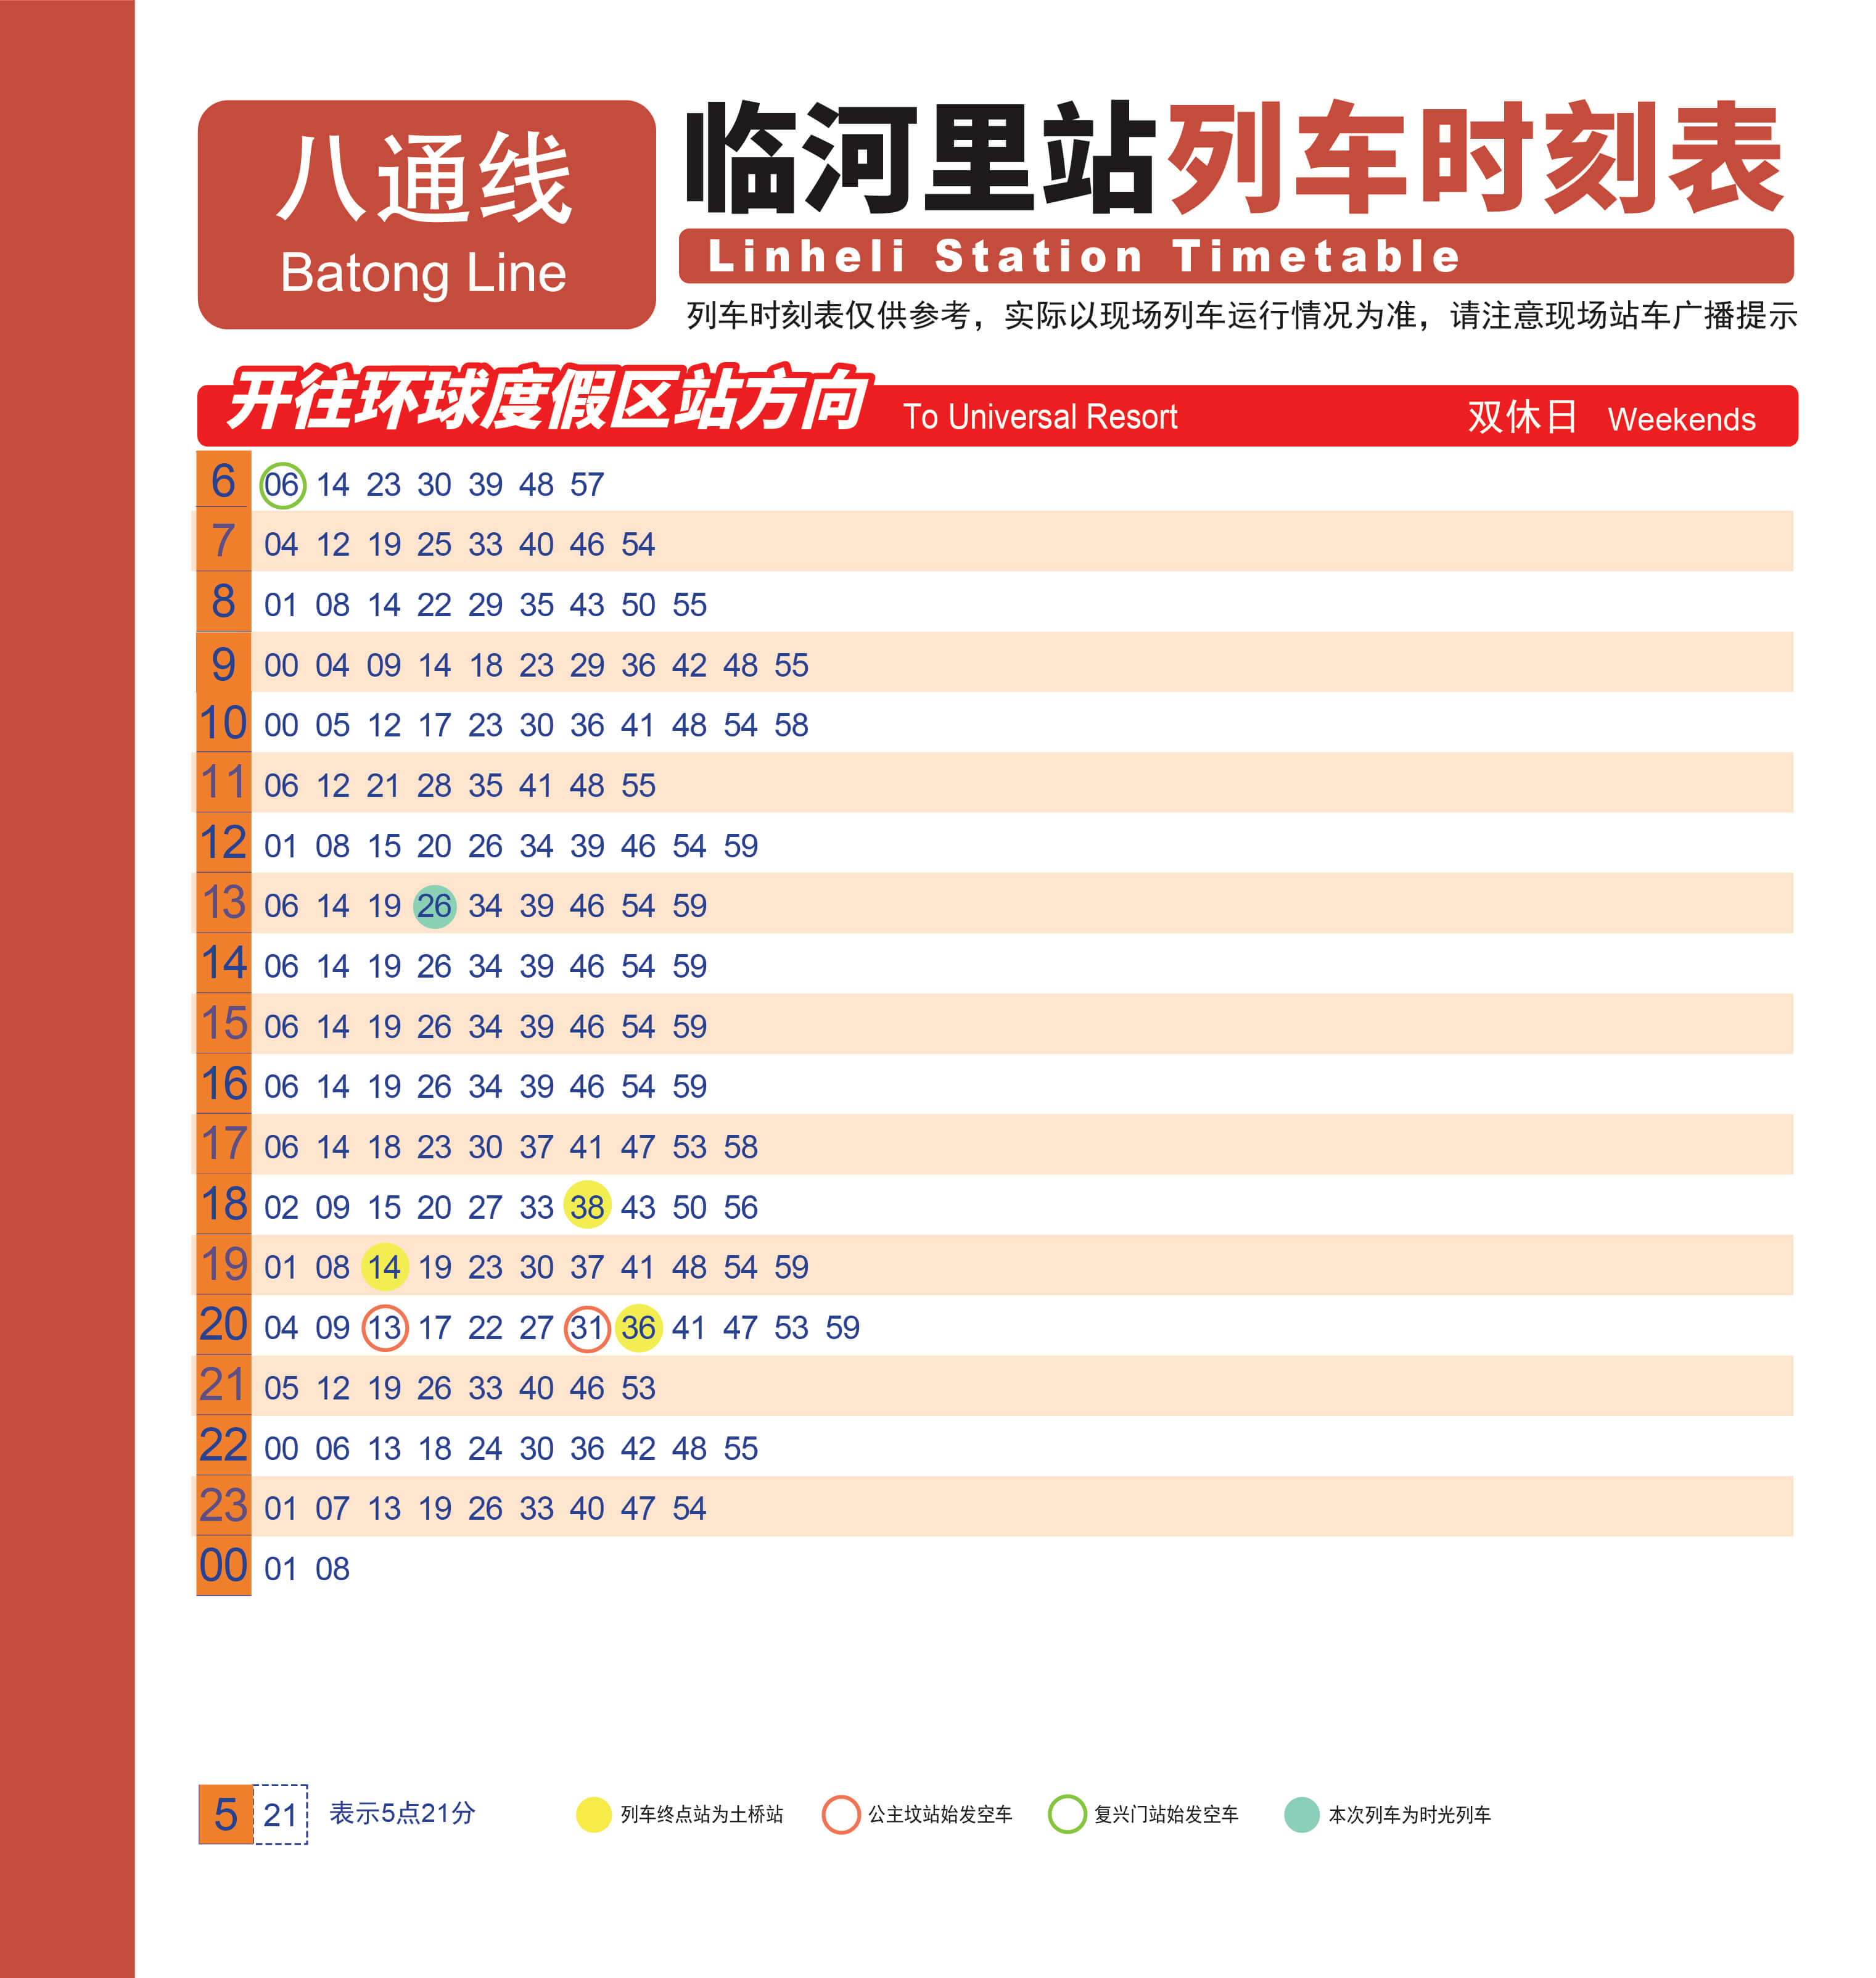 八通线
Batong Line
临河里站列车时刻表
Linheli Station Timetable
列车时刻表仅供参考，实际以现场列车运行情况为准，请注意现场站车广播提示
开往环球度假区站方向 To Universal Resort 双休日 Weekends
6 06 14 23 30 39 48 57
7 04 12 19 25 33 40 46 54
8 01 08 14 22 29 35 43 50 55
9 00 04 09 14 18 23 29 36 42 48 55
10 00 05 12 17 23 30 36 41 48 54 58
11 06 12 21 28 35 41 48 55
12 01 08 15 20 26 34 39 46 54 59
13 06 14 19 26 34 39 46 54 59
14 06 14 19 26 34 39 46 54 59
15 06 14 19 26 34 39 46 54 59
16 06 14 19 26 34 39 46 54 59
17 06 14 18 23 30 37 41 47 53 58
18 02 09 15 20 27 33 38 43 50 56
19 01 08 14 19 23 30 37 41 48 54 59
20 04 09 13 17 22 27 31 36 41 47 53 59
21 05 12 19 26 33 40 46 53
22 00 06 13 18 24 30 36 42 48 55
23 01 07 13 19 26 33 40 47 54
00 01 08
5 21 表示5点21分 列车终点站为土桥站 公主坟站始发空车 复兴门站始发空车 本次列车为时光列车